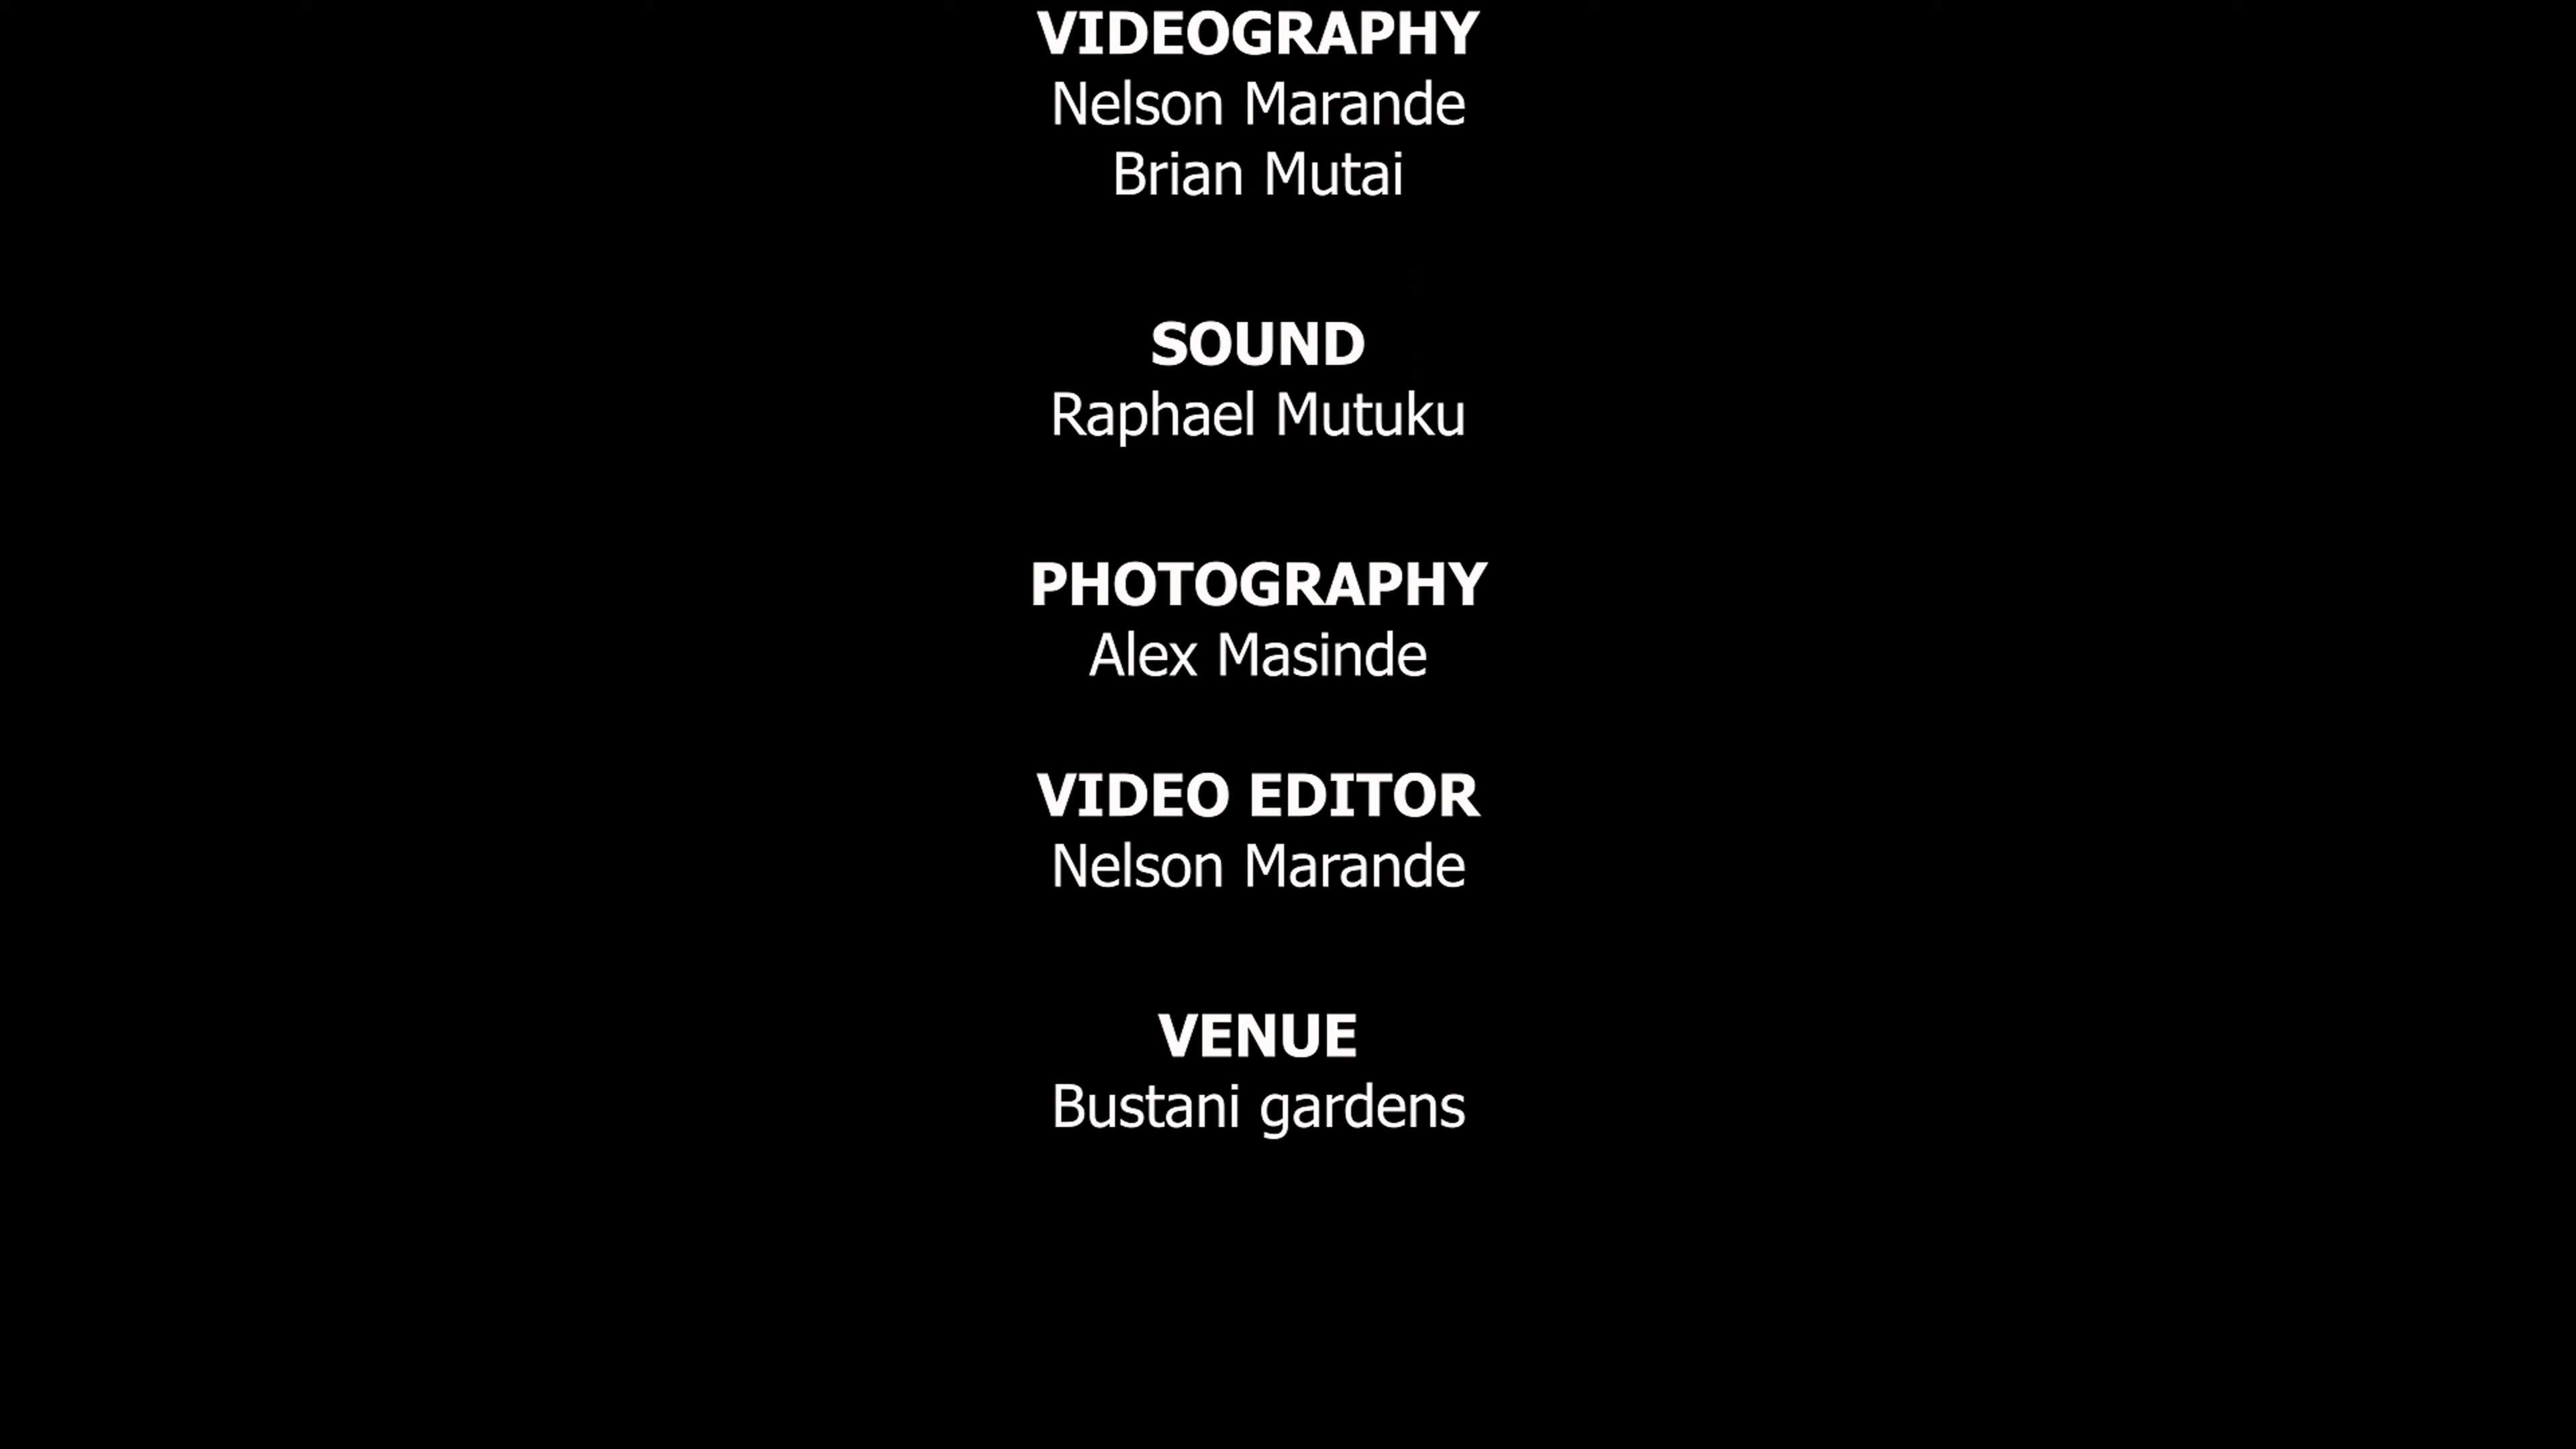 VIDEOGRAPHY
Nelson Marande
Brian Mutai
SOUND
Raphael Mutuku
PHOTOGRAPHY
Alex Masinde
VIDEO EDITOR
Nelson Marande
VENUE
Bustani gardens